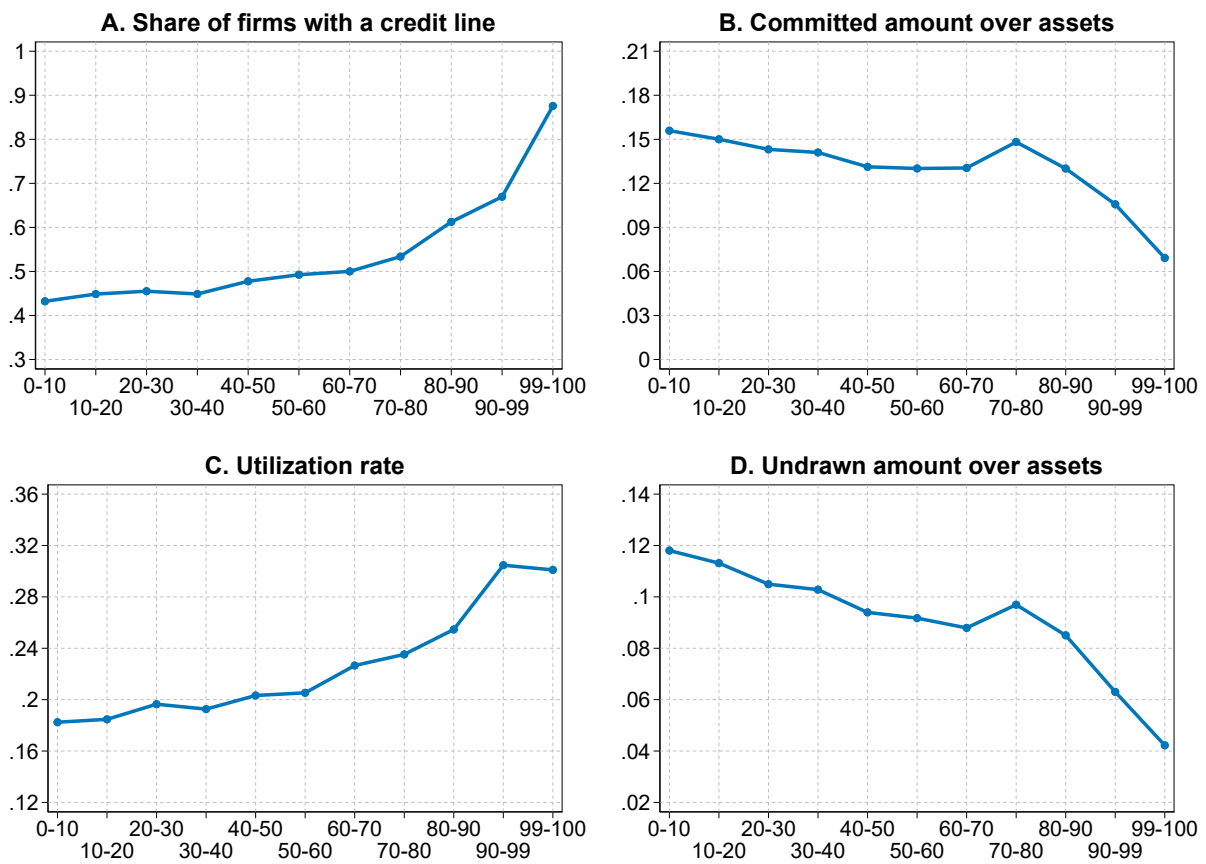 A. Share of firms with a credit line
1
.9
.8
.7
.6
.5
.4
.3
0-10 20-30 40-50 60-70 80-90 99-100
10-20 30-40 50-60 70-80 90-99
B. Committed amount over assets
.21
.18
.15
.12
.09
.06
.03
0
0-10 20-30 40-50 60-70 80-90 99-100
10-20 30-40 50-60 70-80 90-99
C. Utilization rate
.36
.32
.28
.24
.2
.16
.12
0-10 20-30 40-50 60-70 80-90 99-100
10-20 30-40 50-60 70-80 90-99
D. Undrawn amount over assets
.14
.12
.1
.08
.06
.04
.02
0-10 20-30 40-50 60-70 80-90 99-100
10-20 30-40 50-60 70-80 90-99